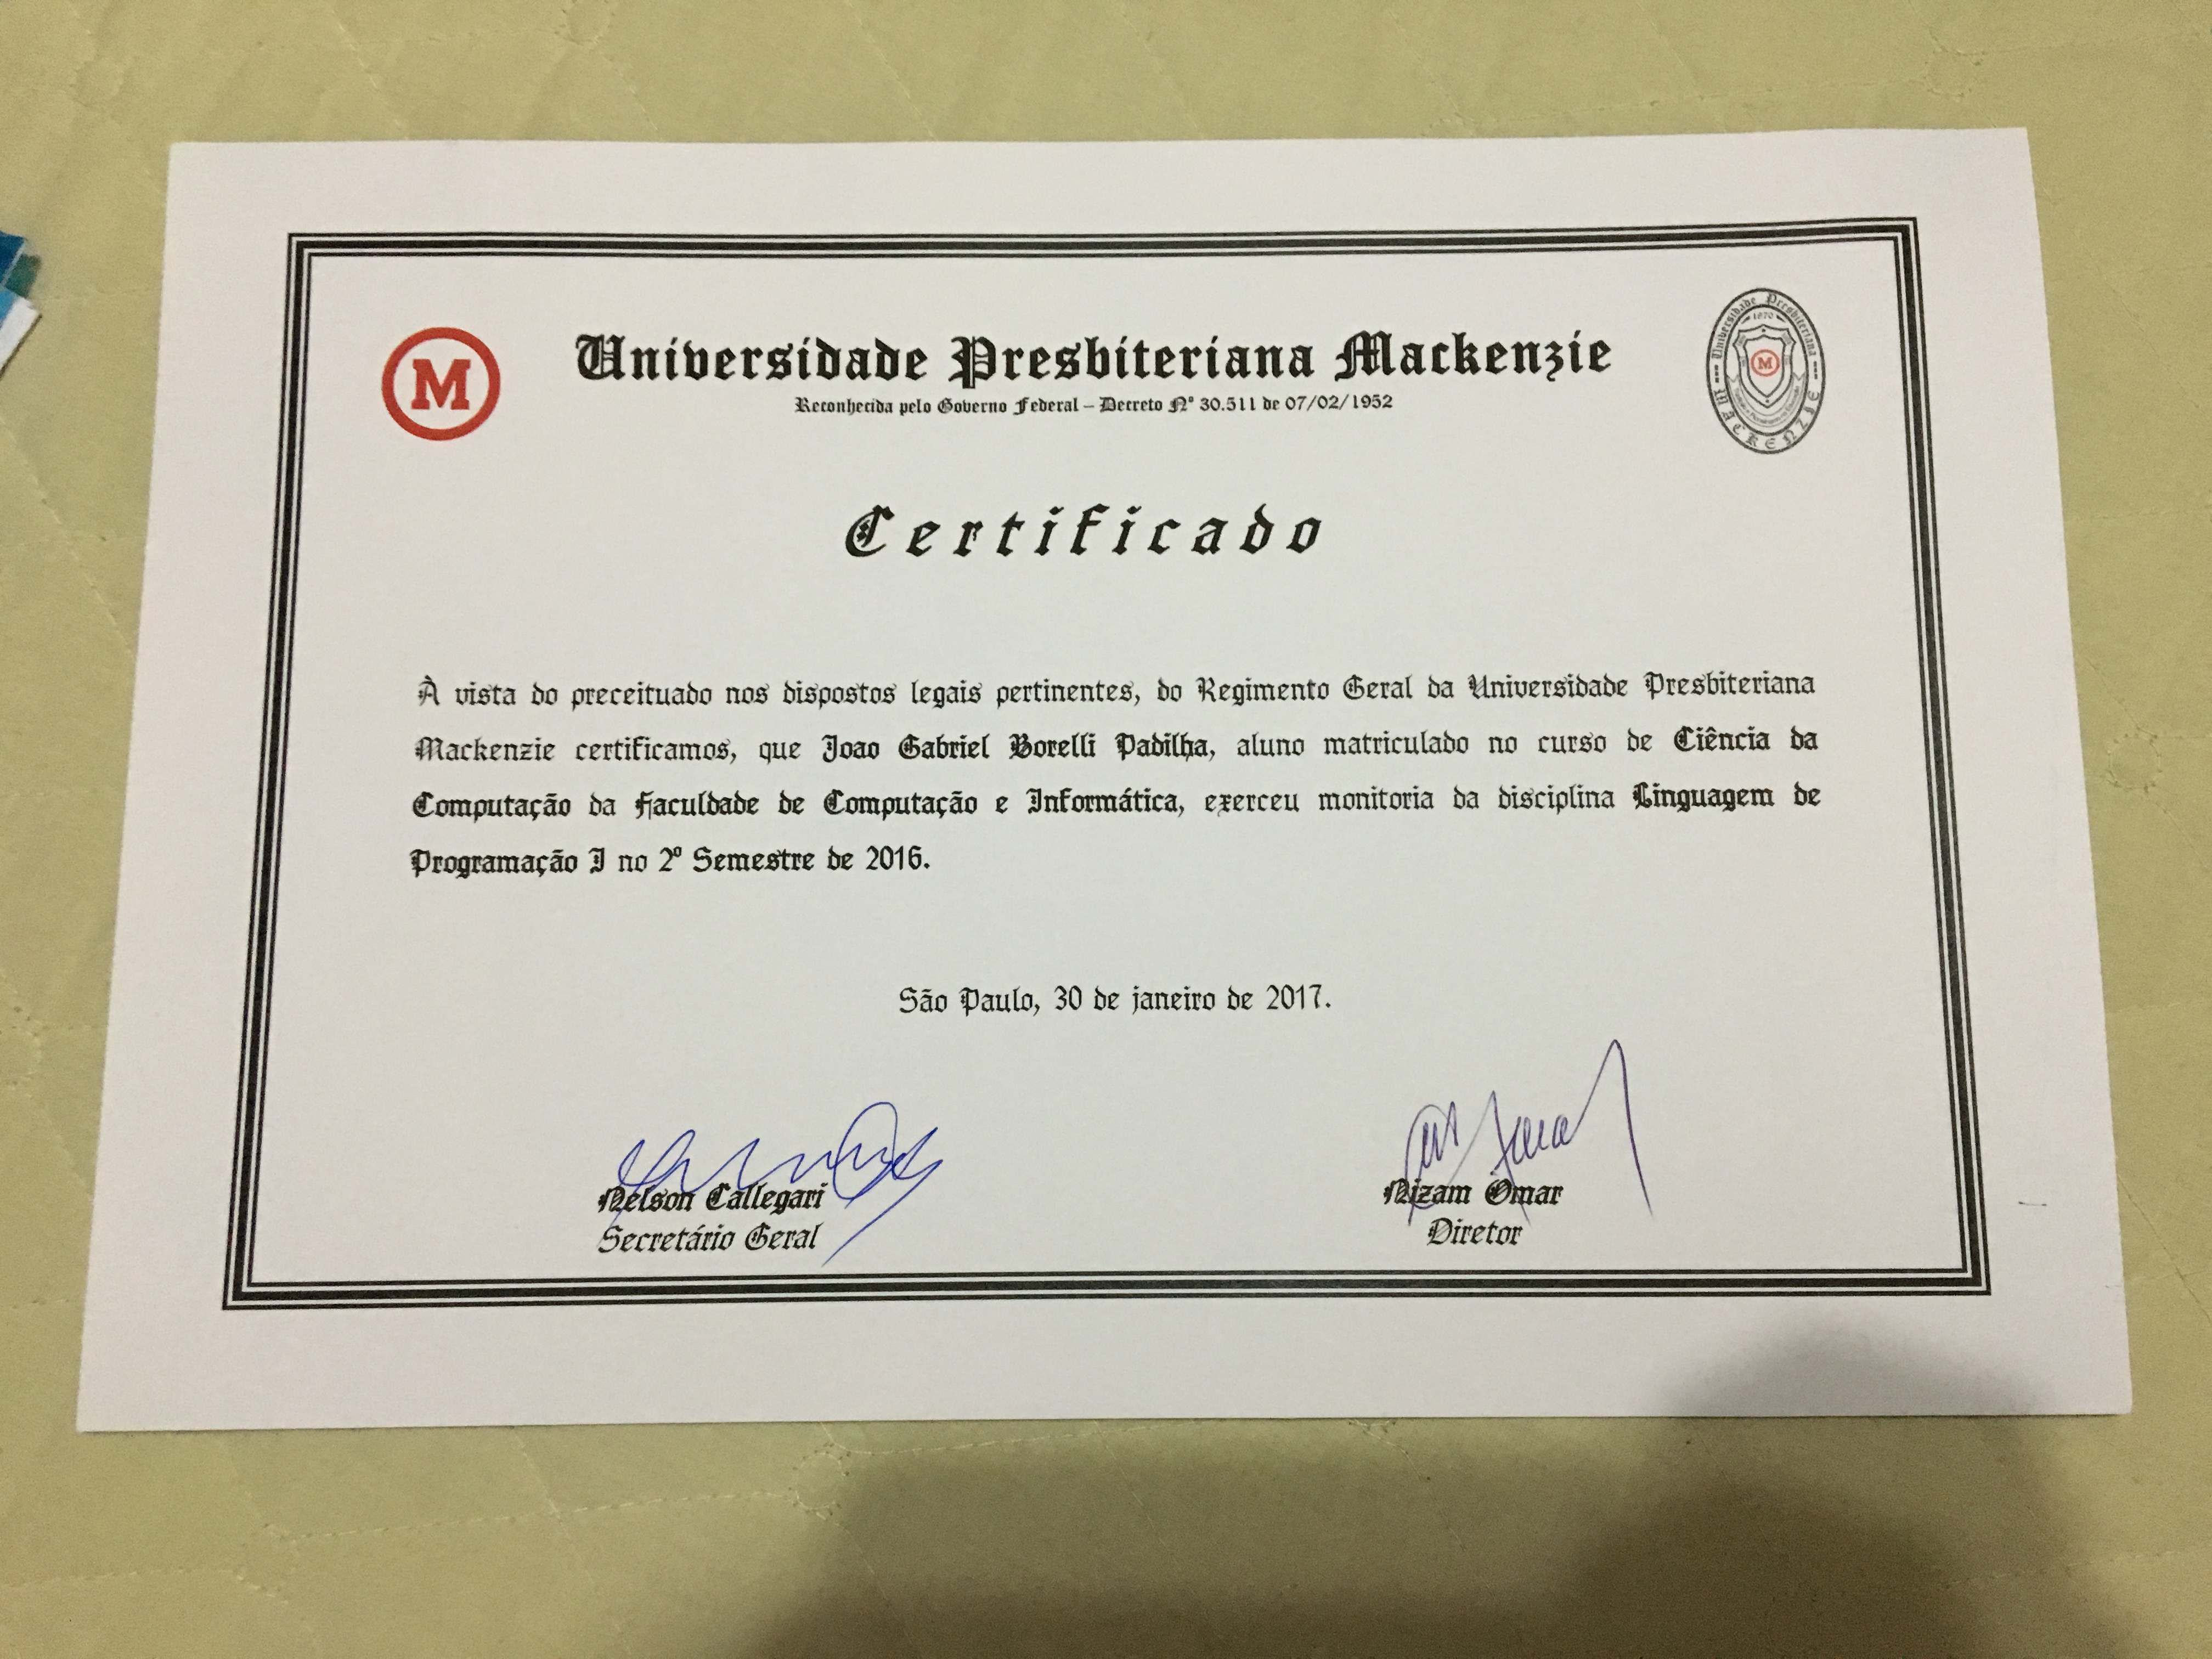 M
Universidade Presbiteriana Mackenzie
Reconhecida pelo Governo Federal – Decreto Nº 30.511 de 07/02/1952
Universidade Presbiteriana
1870
M
MACKENZIE
Certificado
À vista do preceituado nos dispostos legais pertinentes, do Regimento Geral da Universidade Presbiteriana
Mackenzie certificamos, que Joao Gabriel Borelli Padilha, aluno matriculado no curso de Ciência da
Computação da Faculdade de Computação e Informática, exerceu monitoria da disciplina Linguagem de
Programação I no 2º Semestre de 2016.
São Paulo, 30 de janeiro de 2017.
Nelson Callegari
Secretário Geral
Nizam Omar
Diretor